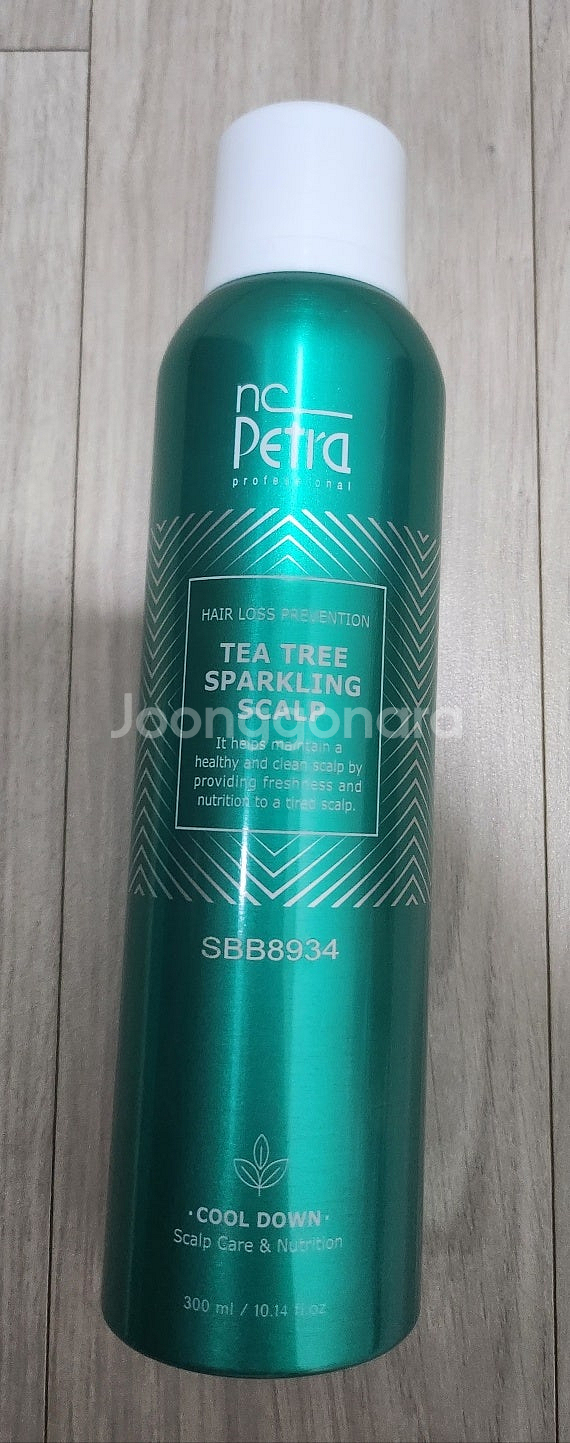 nc
Petra
professional
HAIR LOSS PREVENTION
TEA TREE
SPARKLING
SCALP
Joonggonara
It helps maintain a
healthy and clean scalp by
providing freshness and
nutrition to a tired scalp.
SBB8934
·COOL DOWN·
Scalp Care & Nutrition
300 ml / 10.14 fl.oz